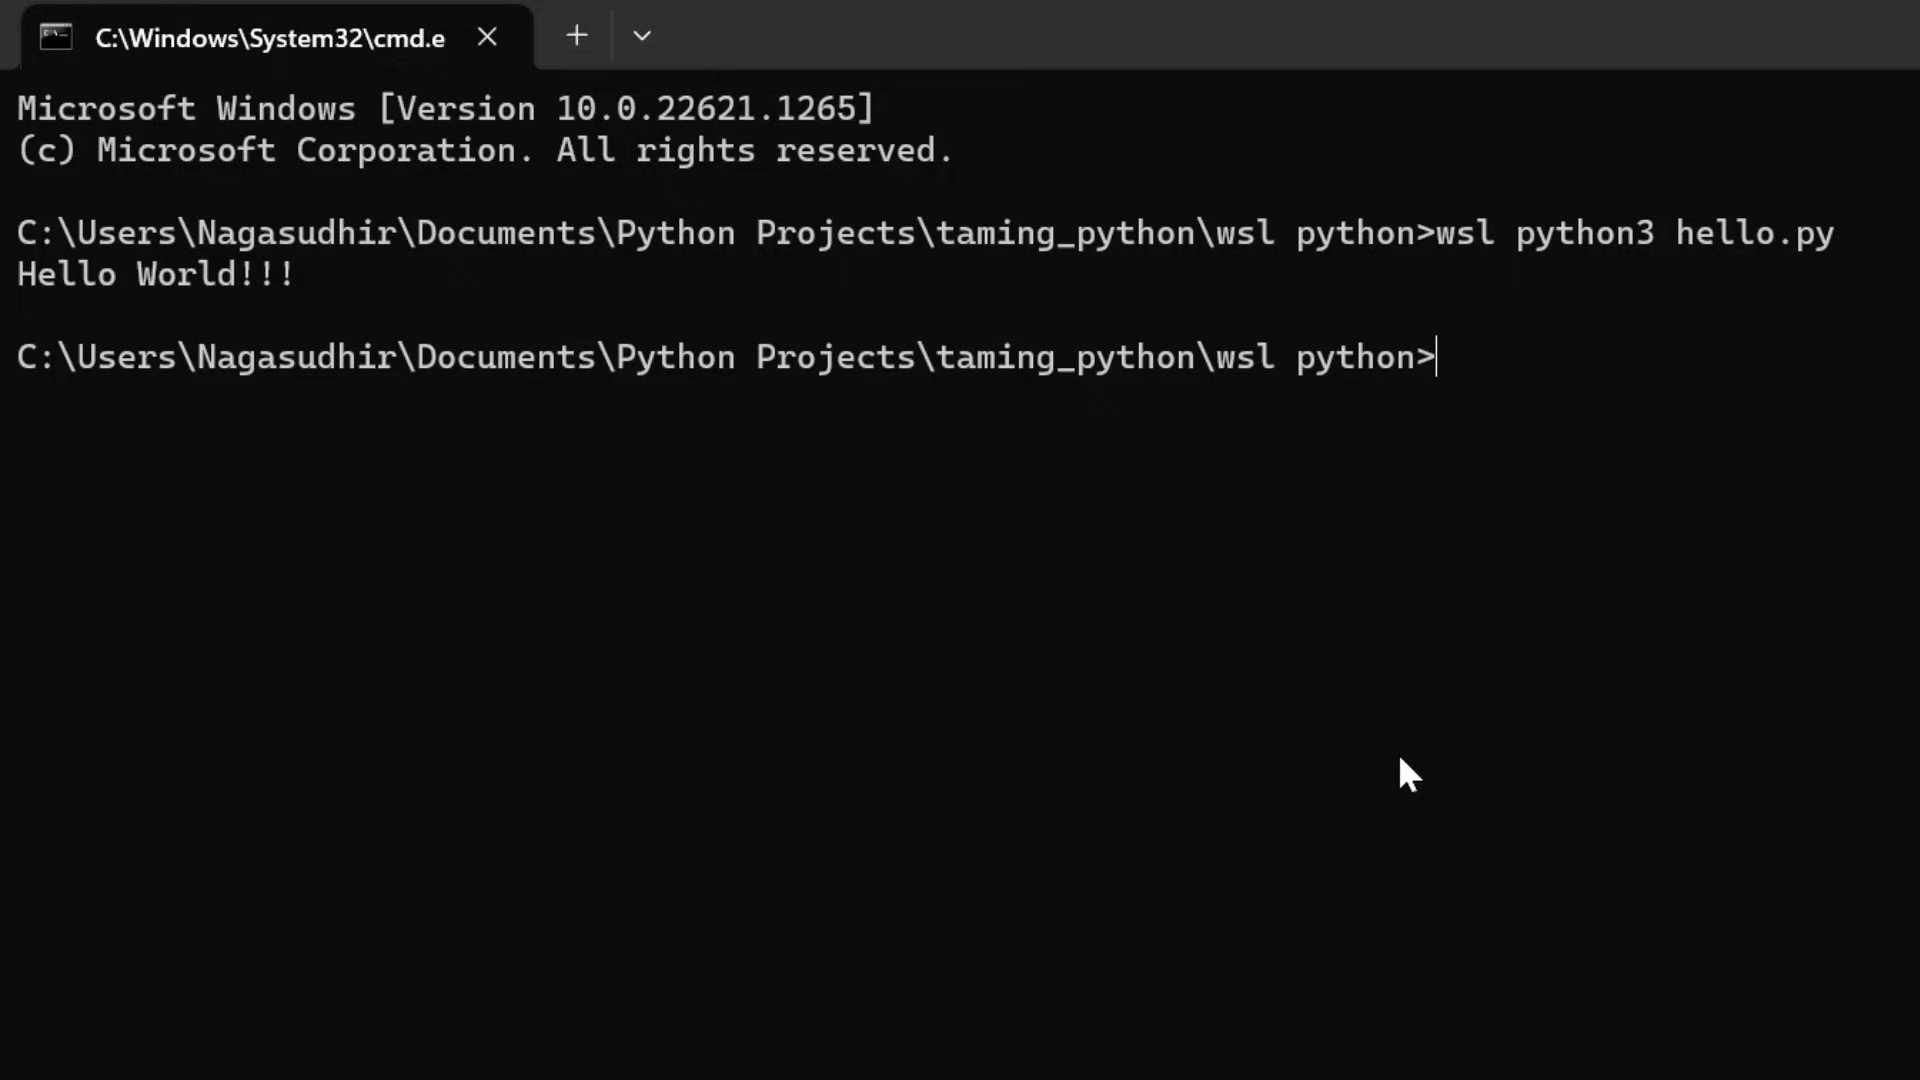 C:\Windows\System32\cmd.e
Microsoft Windows [Version 10.0.22621.1265]
(c) Microsoft Corporation. All rights reserved.
C:\Users\Nagasudhir\Documents\Python Projects\taming_python\wsl python>wsl python3 hello.py
Hello World!!!
C:\Users\Nagasudhir\Documents\Python Projects\taming_python\wsl python>